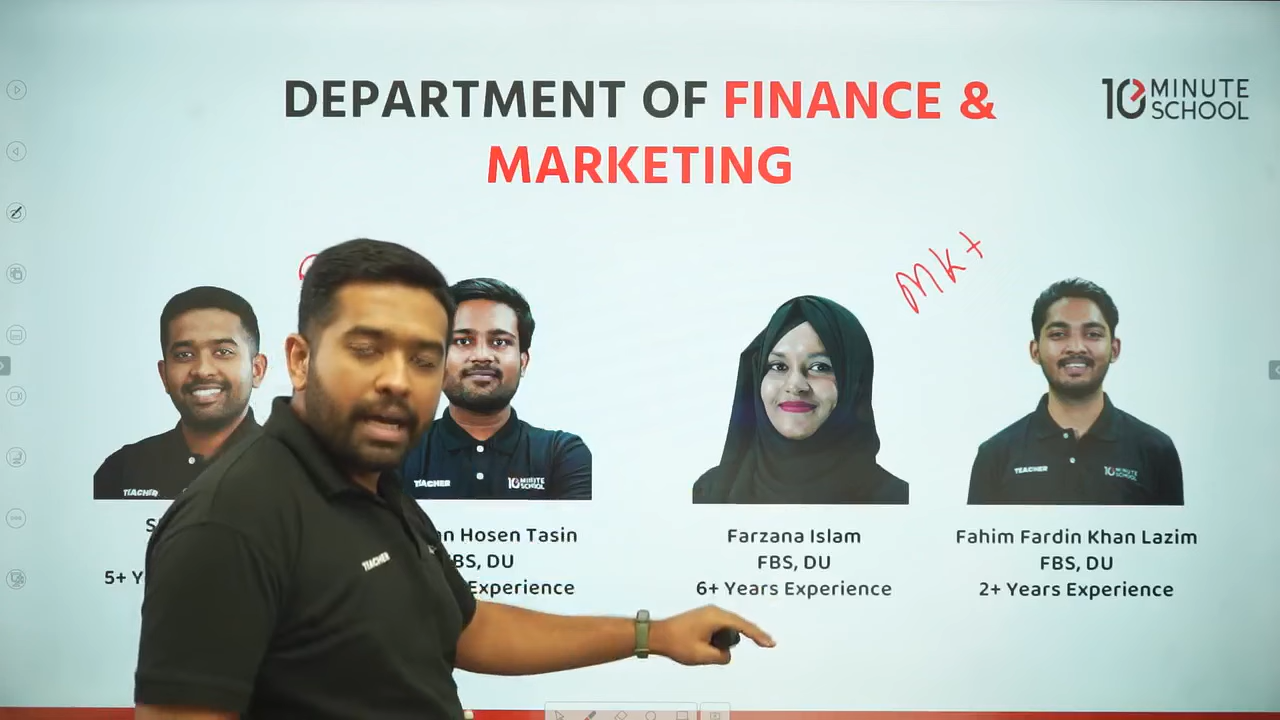 DEPARTMENT OF FINANCE &
MARKETING
10 MINUTE
SCHOOL
MKt
TEACHER
TEACHER
10 MINUTE
SCHOOL
TEACHER
10 MINUTE
SCHOOL
TEACHER
Hosen Tasin
DU
5+
Experience
Farzana Islam
FBS, DU
6+ Years Experience
Fahim Fardin Khan Lazim
FBS, DU
2+ Years Experience